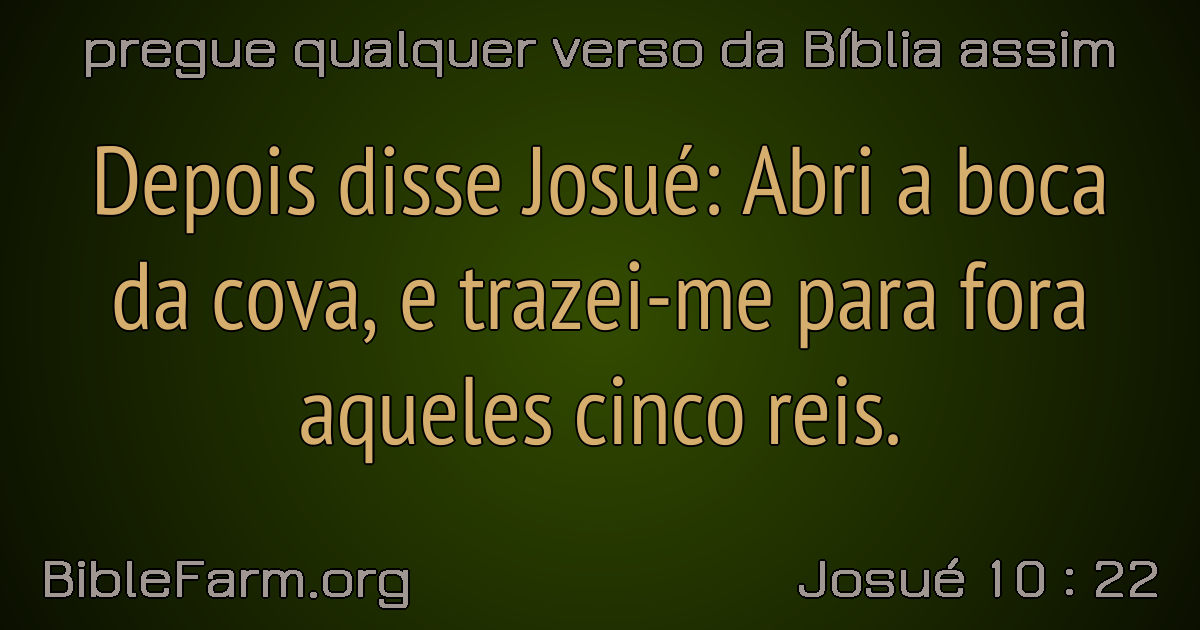 pregue qualquer verso da Bíblia assim
Depois disse Josué: Abri a boca
da cova, e trazei-me para fora
aqueles cinco reis.
BibleFarm.org
Josué 10 : 22